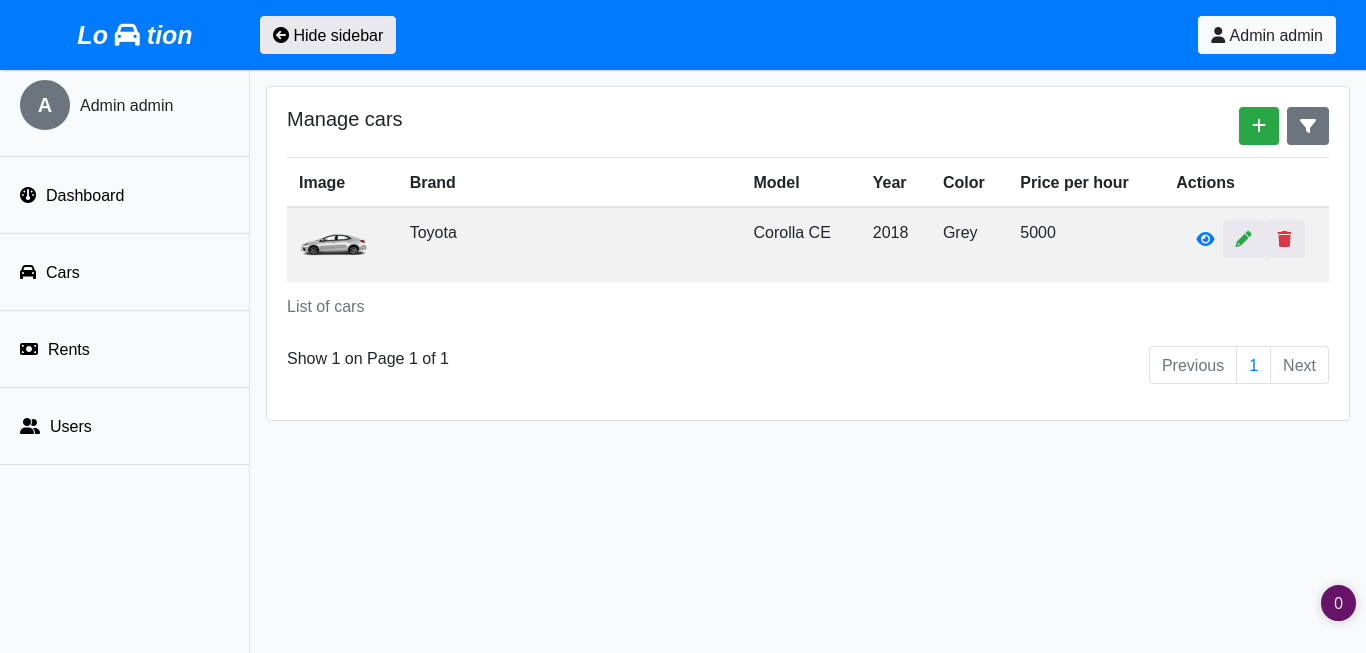 Lo tion
Hide sidebar
Admin admin
A
Admin admin
Dashboard
Cars
Rents
Users
Manage cars
Image Brand Model Year Color Price per hour Actions
Toyota Corolla CE 2018 Grey 5000
List of cars
Show 1 on Page 1 of 1
Previous 1 Next
0